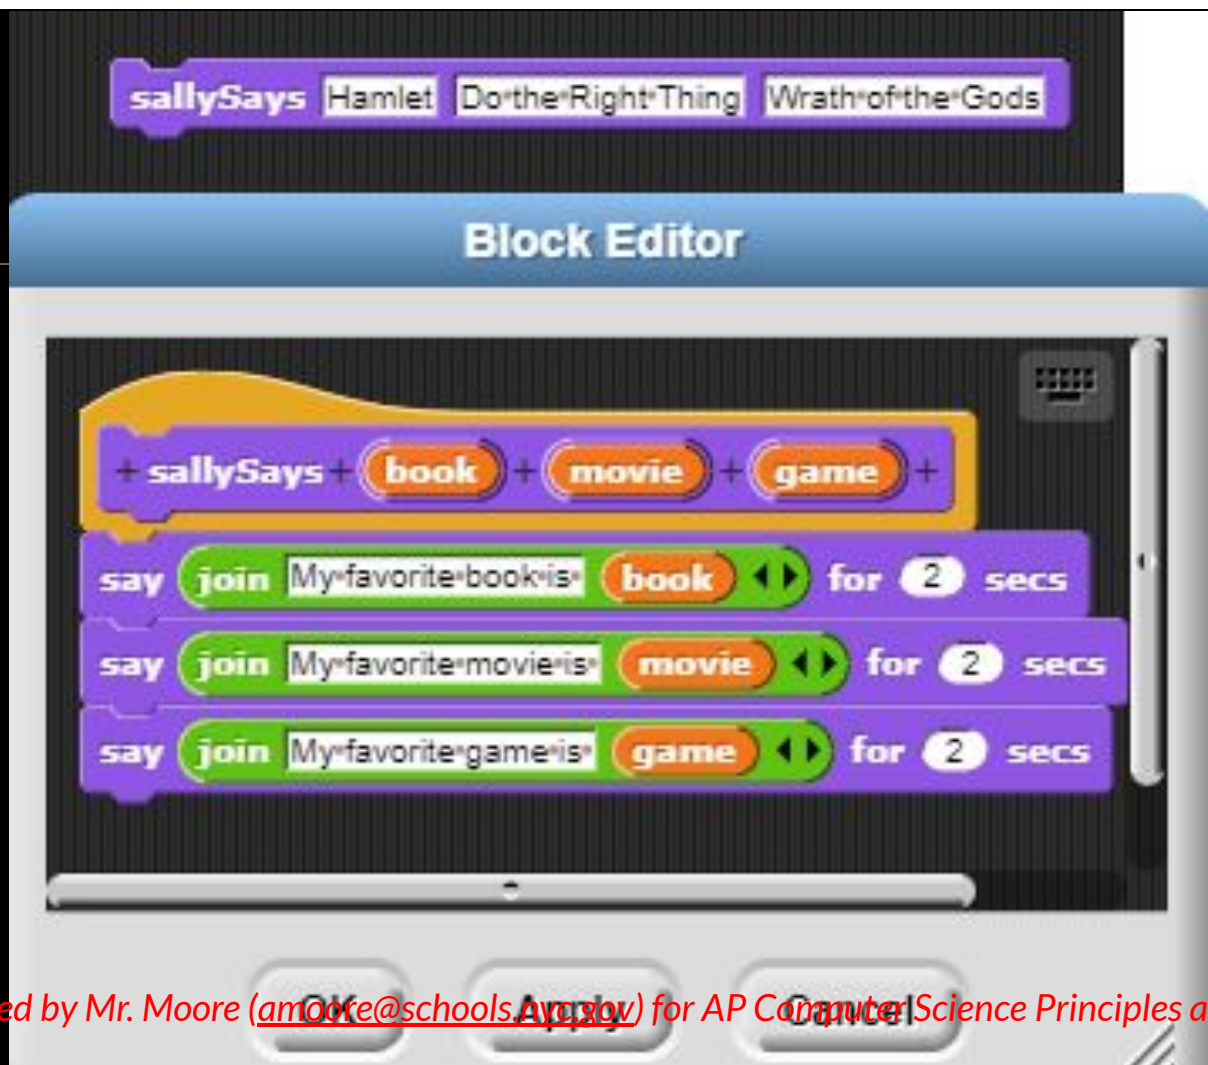 sallySays Hamlet Do the Right Thing Wrath of the Gods
Block Editor
+ sallySays + book + movie + game +
say join My favorite book is book for 2 secs
say join My favorite movie is movie for 2 secs
say join My favorite game is game for 2 secs
OK Apply Cancel
ed by Mr. Moore (amoore@schools.nyc.gov) for AP Computer Science Principles a